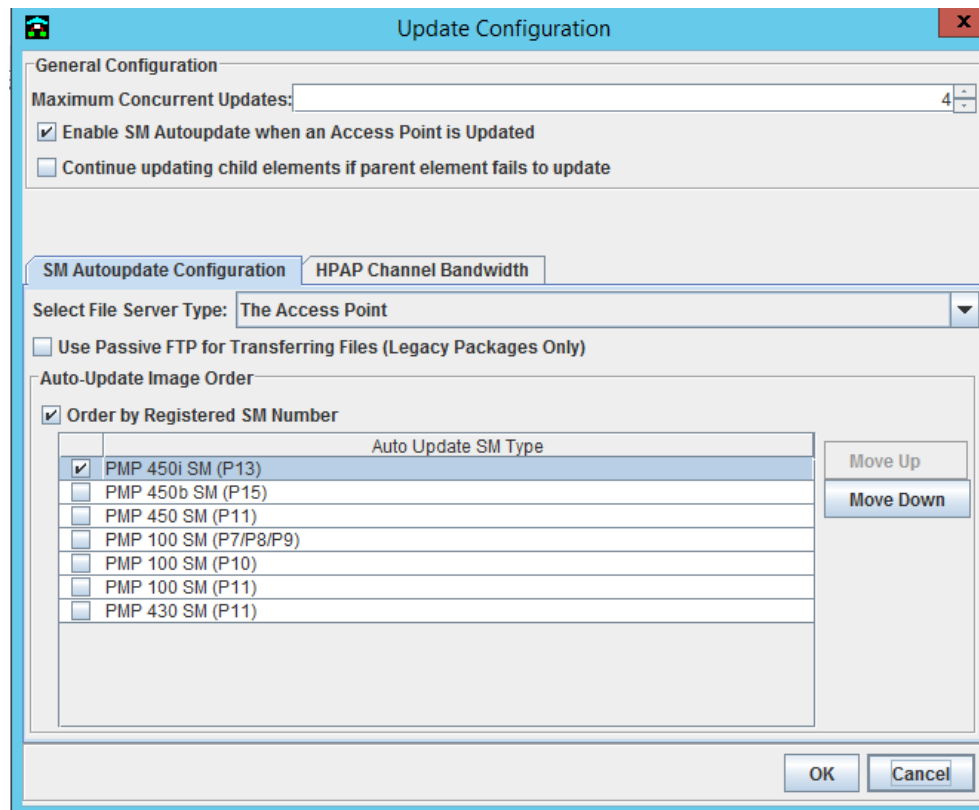 Update Configuration
x
General Configuration
Maximum Concurrent Updates: 4
Enable SM Autoupdate when an Access Point is Updated
Continue updating child elements if parent element fails to update
SM Autoupdate Configuration HPAP Channel Bandwidth
Select File Server Type: The Access Point
Use Passive FTP for Transferring Files (Legacy Packages Only)
Auto-Update Image Order
Order by Registered SM Number
Auto Update SM Type
PMP 450i SM (P13)
PMP 450b SM (P15)
PMP 450 SM (P11)
PMP 100 SM (P7/P8/P9)
PMP 100 SM (P10)
PMP 100 SM (P11)
PMP 430 SM (P11)
Move Up
Move Down
OK Cancel